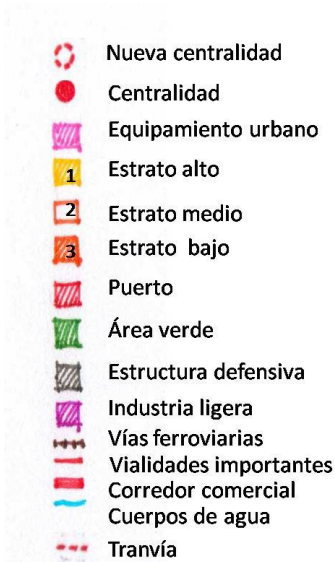 Nueva centralidad
Centralidad
Equipamiento urbano
1 Estrato alto
2 Estrato medio
3 Estrato bajo
Puerto
Área verde
Estructura defensiva
Industria ligera
Vías ferroviarias
Vialidades importantes
Corredor comercial
Cuerpos de agua
Tranvía